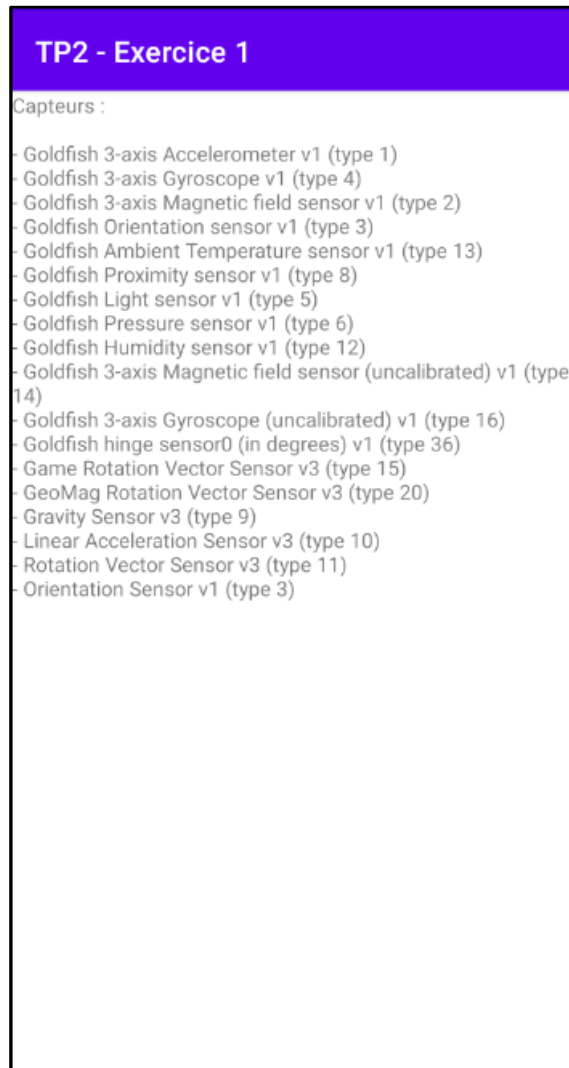 TP2 - Exercice 1
Capteurs :
- Goldfish 3-axis Accelerometer v1 (type 1)
- Goldfish 3-axis Gyroscope v1 (type 4)
- Goldfish 3-axis Magnetic field sensor v1 (type 2)
- Goldfish Orientation sensor v1 (type 3)
- Goldfish Ambient Temperature sensor v1 (type 13)
- Goldfish Proximity sensor v1 (type 8)
- Goldfish Light sensor v1 (type 5)
- Goldfish Pressure sensor v1 (type 6)
- Goldfish Humidity sensor v1 (type 12)
- Goldfish 3-axis Magnetic field sensor (uncalibrated) v1 (type
14)
- Goldfish 3-axis Gyroscope (uncalibrated) v1 (type 16)
- Goldfish hinge sensor0 (in degrees) v1 (type 36)
- Game Rotation Vector Sensor v3 (type 15)
- GeoMag Rotation Vector Sensor v3 (type 20)
- Gravity Sensor v3 (type 9)
- Linear Acceleration Sensor v3 (type 10)
- Rotation Vector Sensor v3 (type 11)
- Orientation Sensor v1 (type 3)